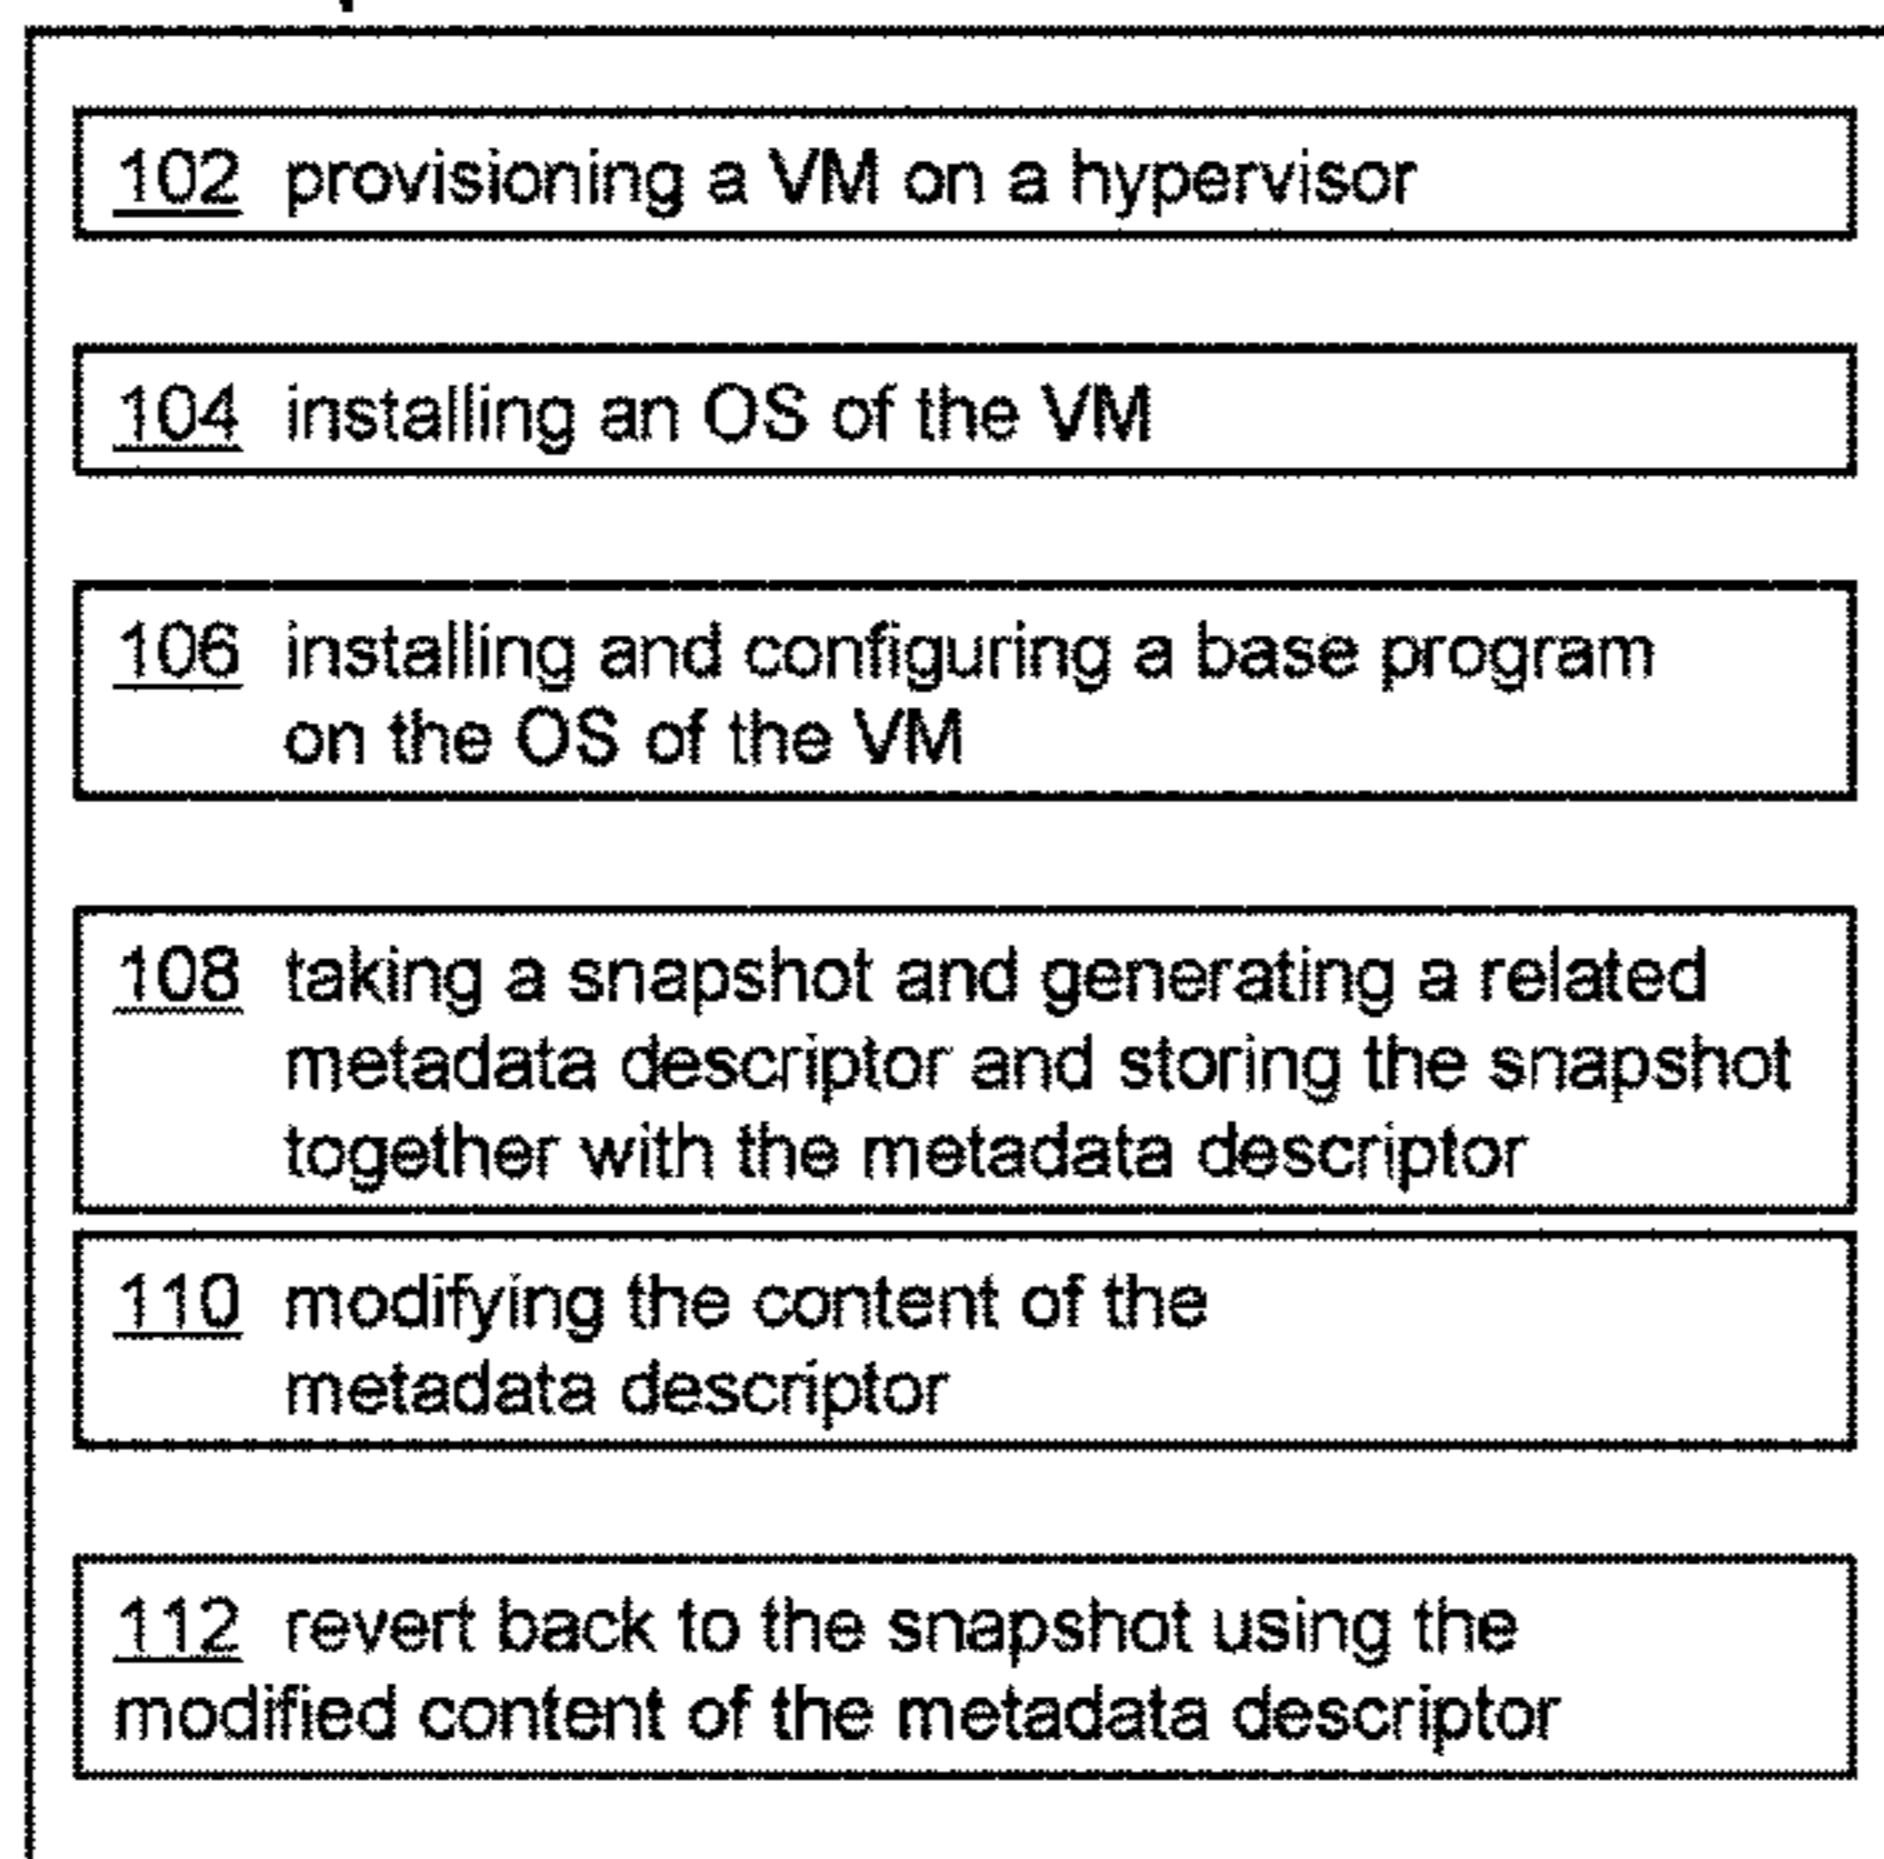 102 provisioning a VM on a hypervisor
104 installing an OS of the VM
106 installing and configuring a base program
on the OS of the VM
108 taking a snapshot and generating a related
metadata descriptor and storing the snapshot
together with the metadata descriptor
110 modifying the content of the
metadata descriptor
112 revert back to the snapshot using the
modified content of the metadata descriptor